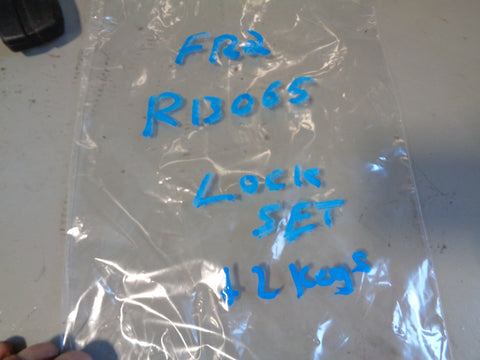 FR2
R13065
Lock
SET
+ 2 Keys